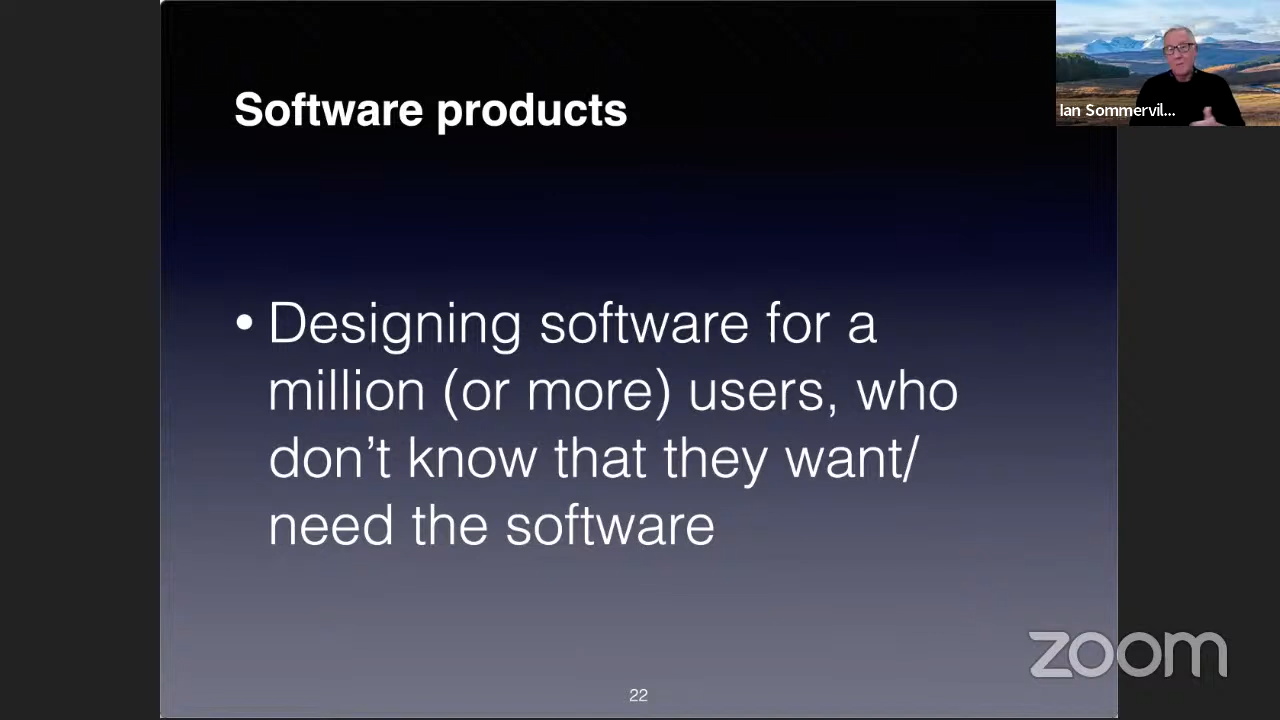 Software products
Ian Sommervil...
• Designing software for a
million (or more) users, who
don’t know that they want/
need the software
zoom
22